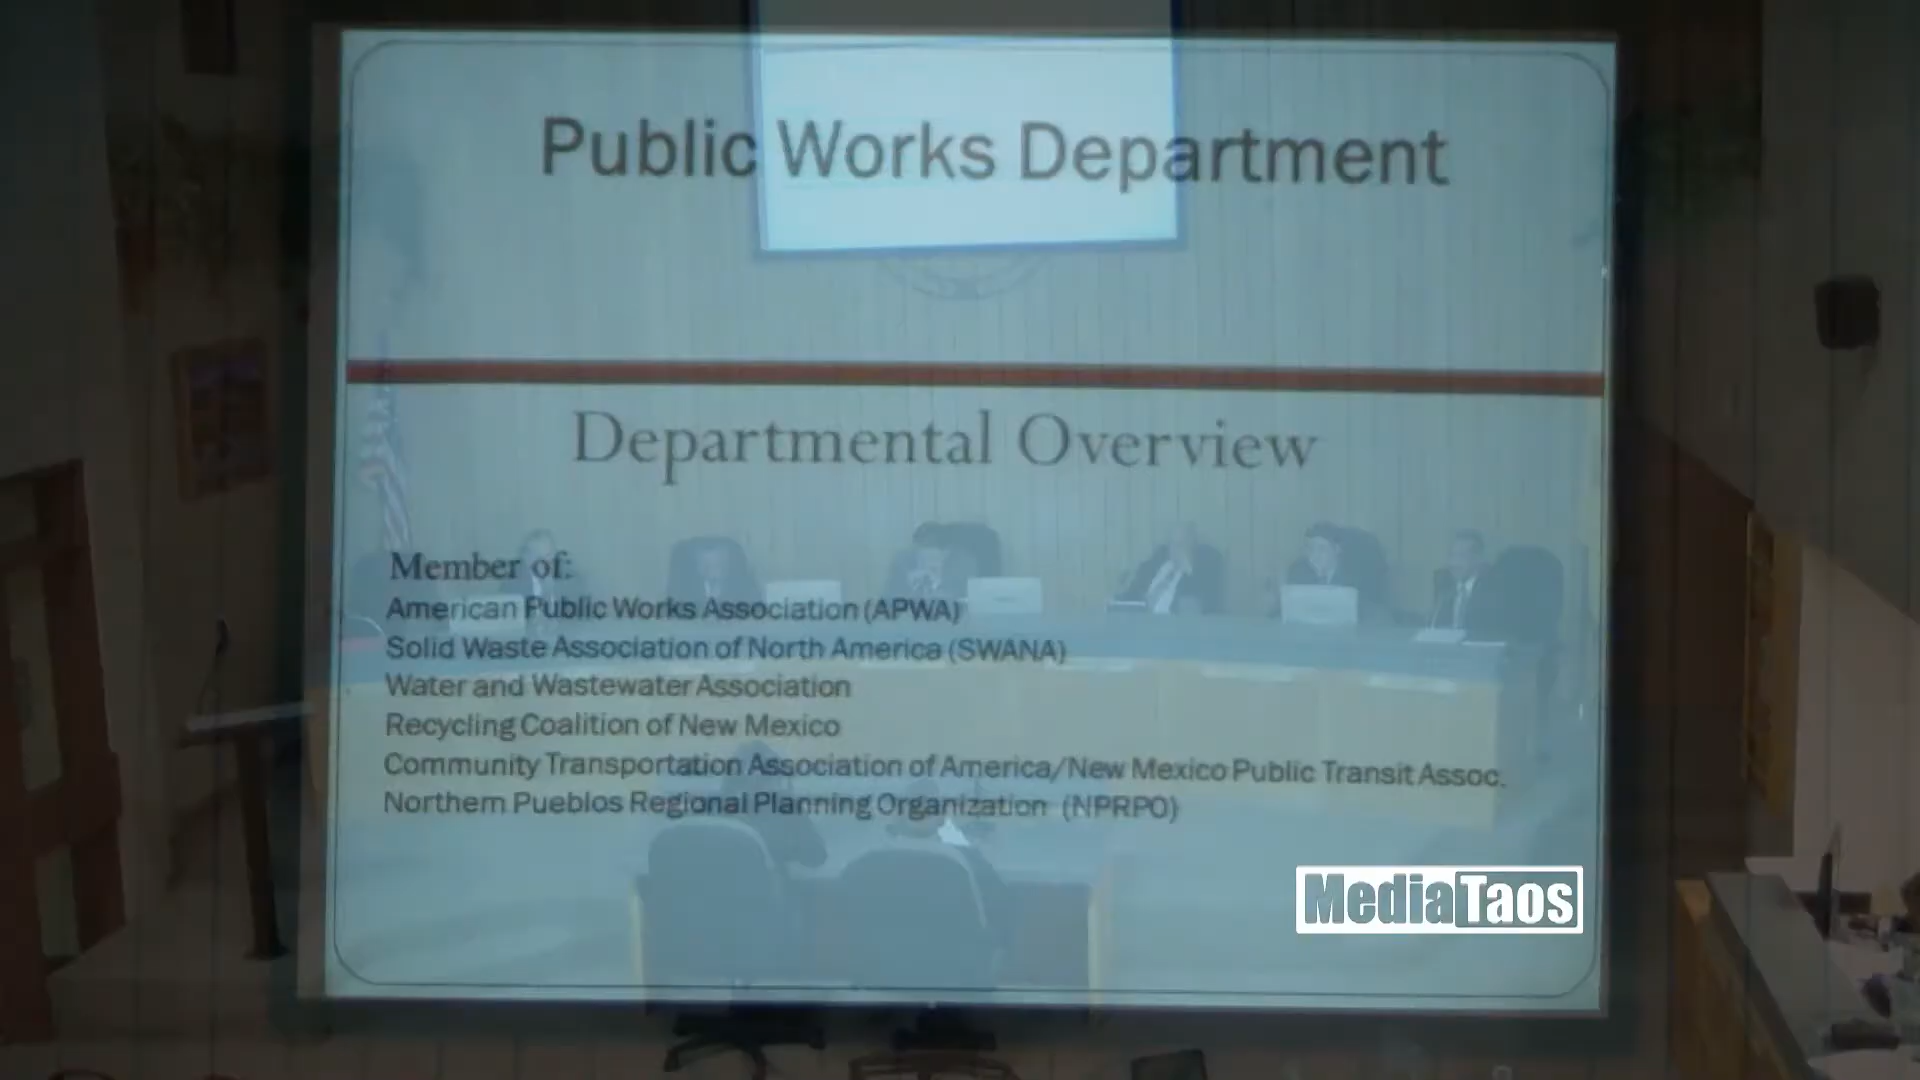 Public Works Department
Departmental Overview
Member of:
American Public Works Association (APWA)
Solid Waste Association of North America (SWANA)
Water and Wastewater Association
Recycling Coalition of New Mexico
Community Transportation Association of America/New Mexico Public Transit Assoc.
Northern Pueblos Regional Planning Organization (NPRPO)
MediaTaos